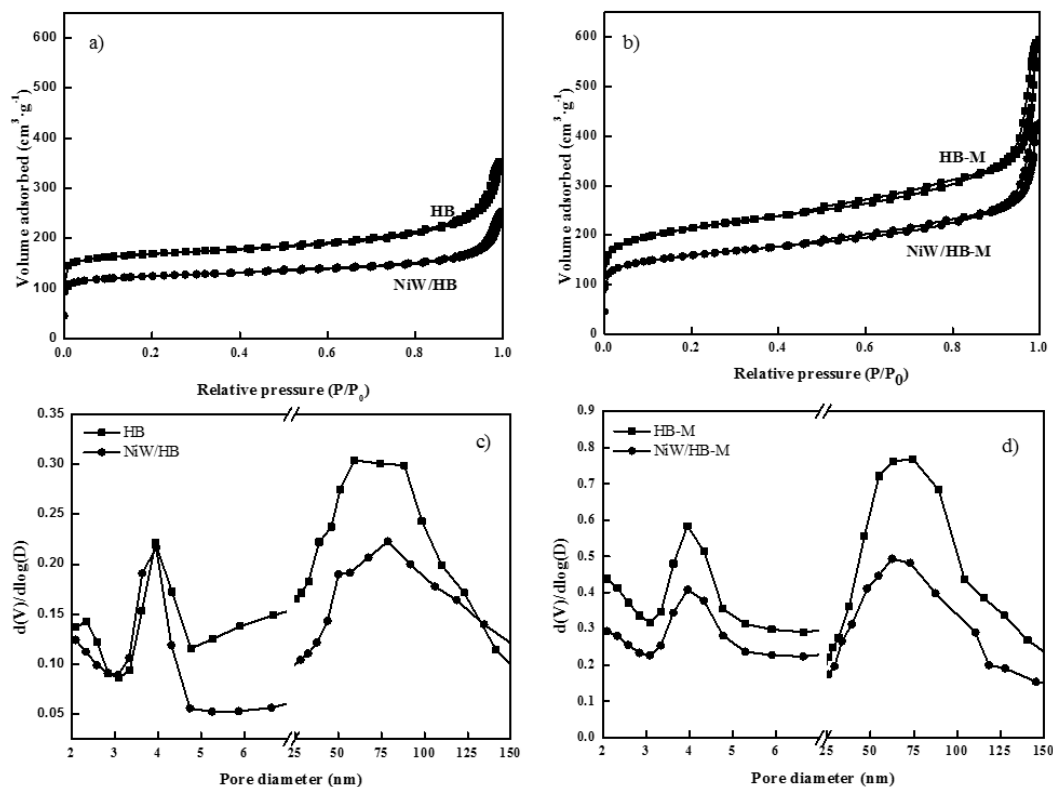 a)
600
500
400
300
200
100
0
Volume adsorbed (cm³·g⁻¹)
HB
NiW/HB
0.0 0.2 0.4 0.6 0.8 1.0
Relative pressure (P/P₀)
b)
600
500
400
300
200
100
0
Volume adsorbed (cm³·g⁻¹)
HB-M
NiW/HB-M
0.0 0.2 0.4 0.6 0.8 1.0
Relative pressure (P/P₀)
c)
HB
NiW/HB
0.35
0.30
0.25
0.20
0.15
0.10
0.05
d(V)/dlog(D)
2 3 4 5 6 25 50 75 100 125 150
Pore diameter (nm)
d)
HB-M
NiW/HB-M
0.9
0.8
0.7
0.6
0.5
0.4
0.3
0.2
0.1
0.0
d(V)/dlog(D)
2 3 4 5 6 25 50 75 100 125 150
Pore diameter (nm)